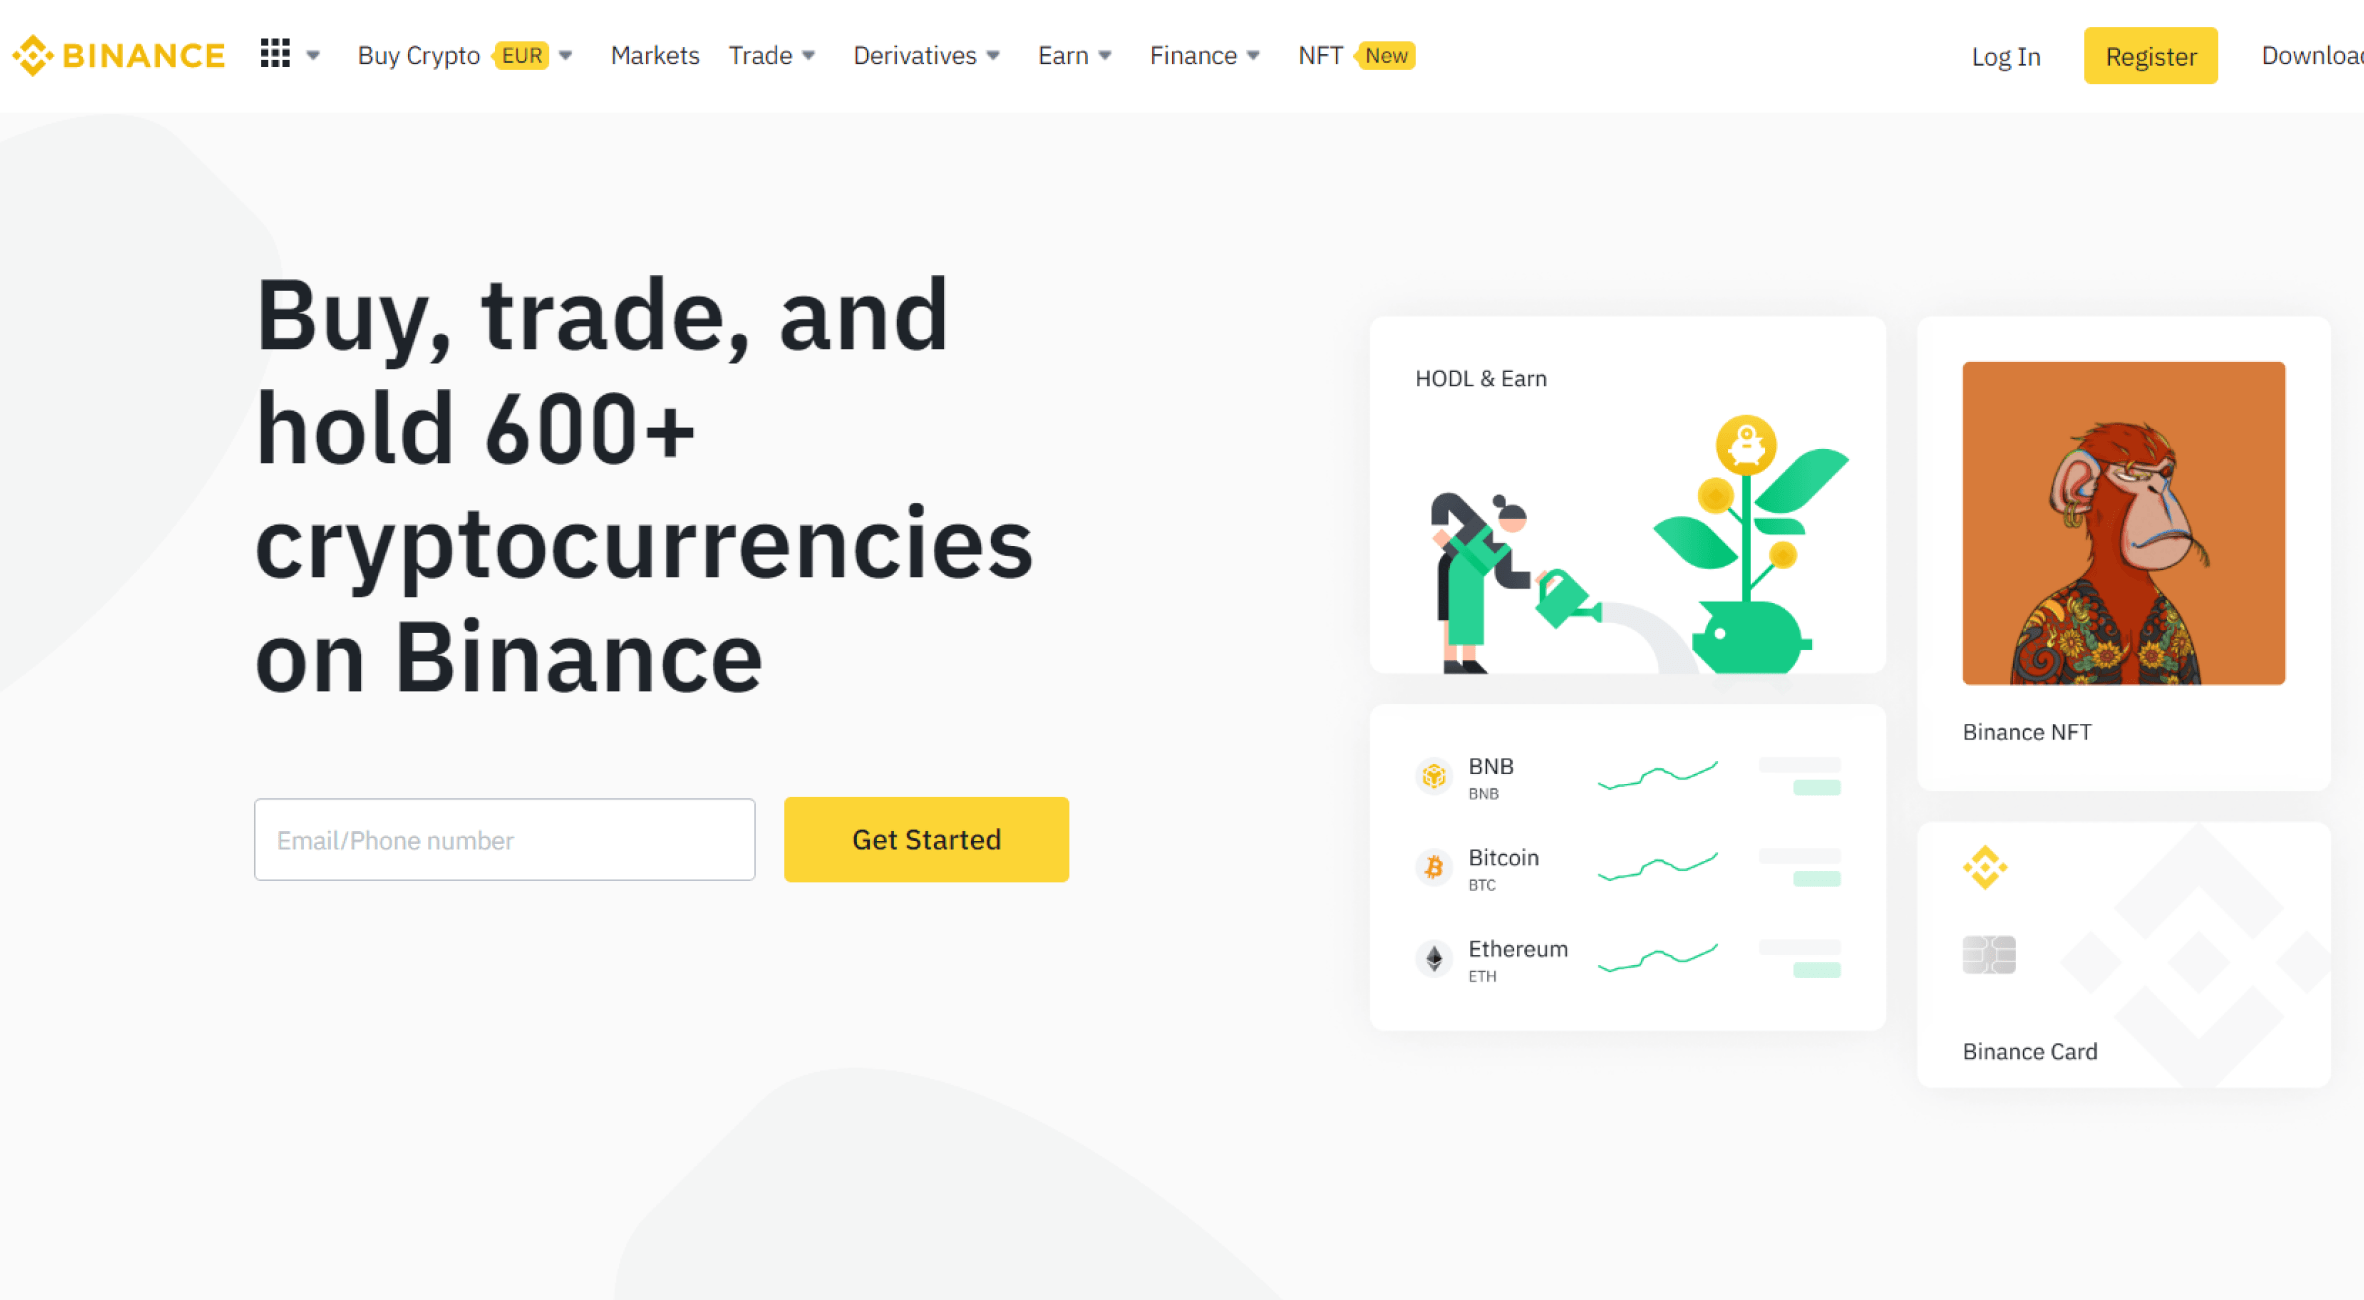 BINANCE
Buy Crypto EUR
Markets
Trade
Derivatives
Earn
Finance
NFT New
Log In
Register
Buy, trade, and
hold 600+
cryptocurrencies
on Binance
Email/Phone number
Get Started
HODL & Earn
BNB
BNB
Bitcoin
BTC
Ethereum
ETH
Binance NFT
Binance Card